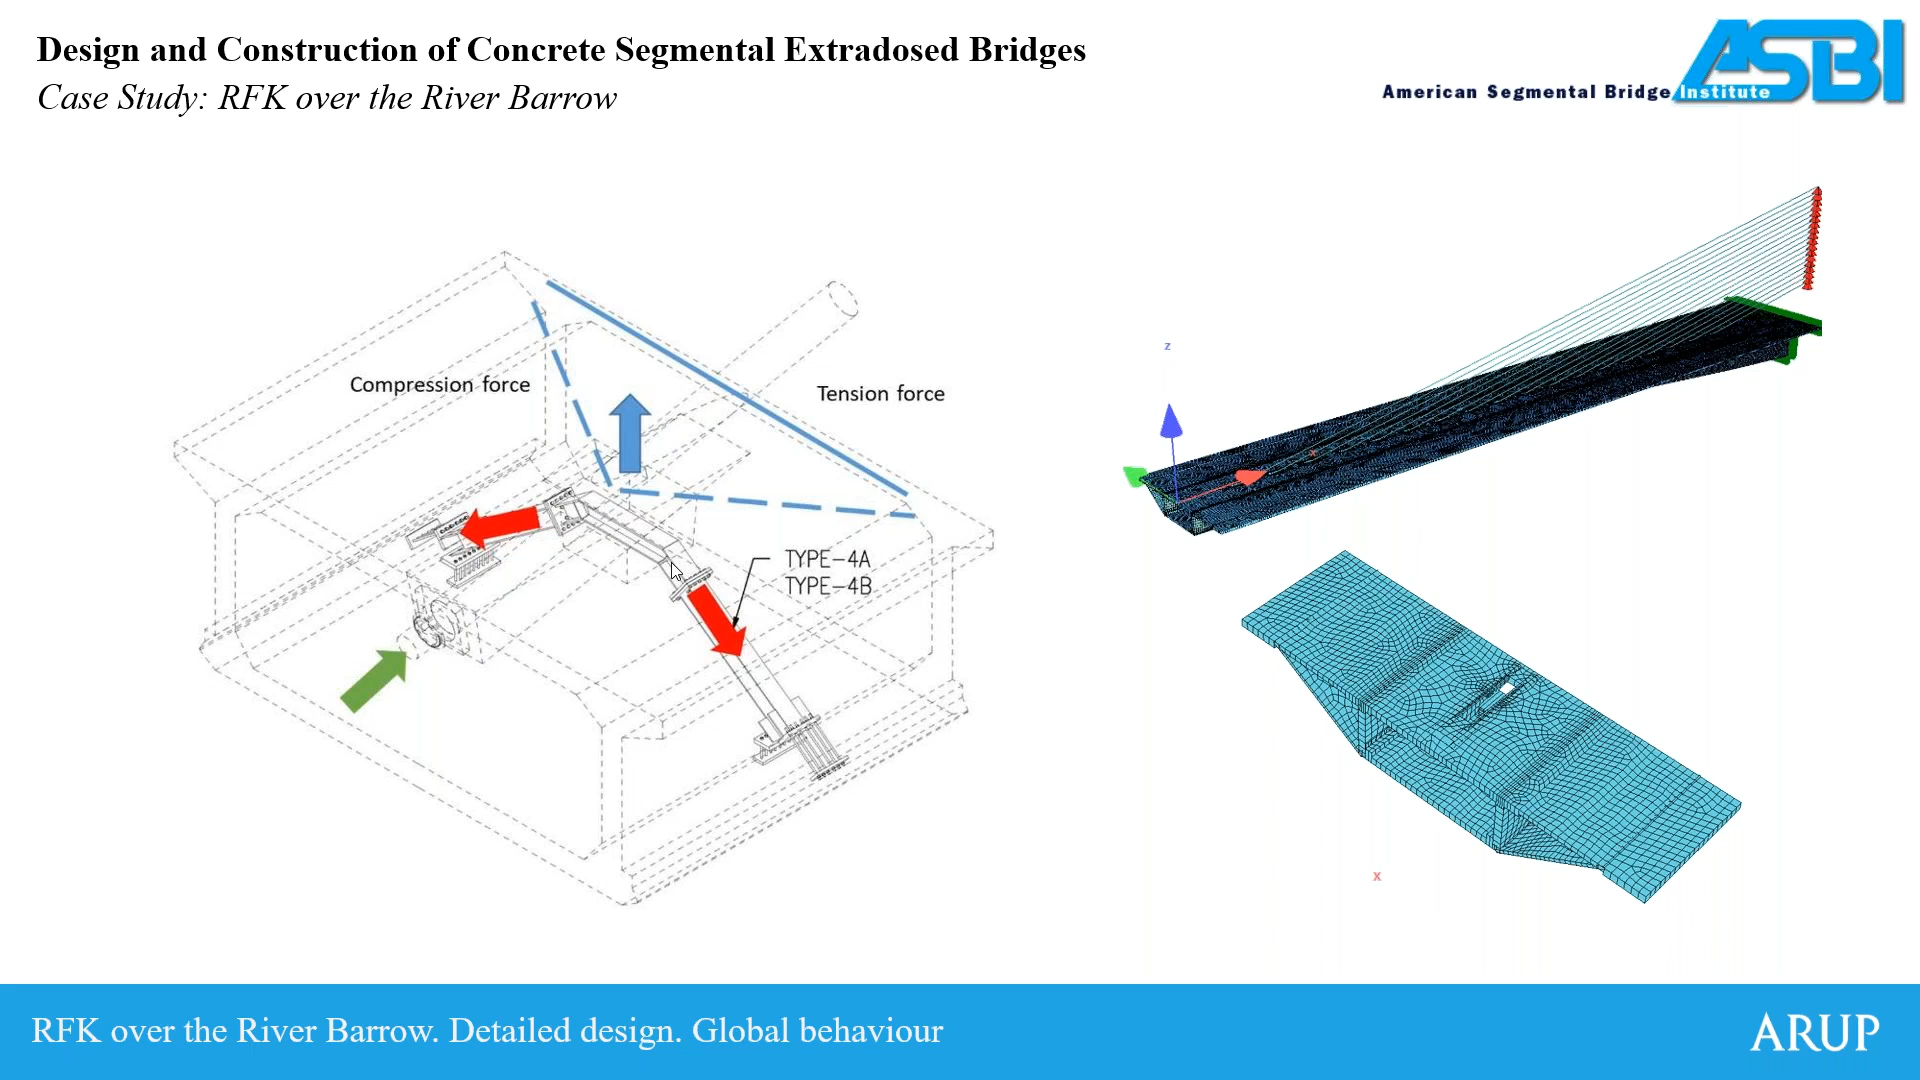 Design and Construction of Concrete Segmental Extradosed Bridges
Case Study: RFK over the River Barrow
ASBI
American Segmental Bridge Institute
Compression force
Tension force
TYPE-4A
TYPE-4B
z
x
x
RFK over the River Barrow. Detailed design. Global behaviour
ARUP